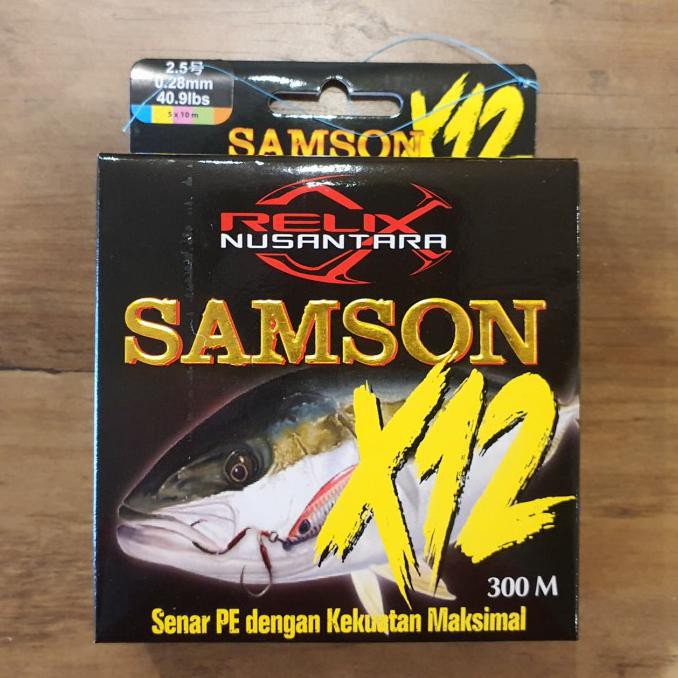 2.5号
0.28mm
40.9lbs
5 x 10 m
SAMSON X12
RELIX
NUSANTARA
SAMSON
X12
300 M
Senar PE dengan Kekuatan Maksimal